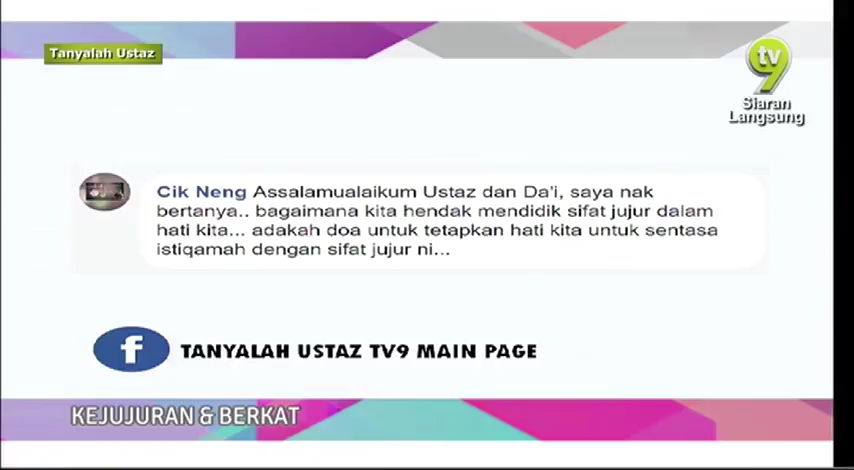 Tanyalah Ustaz
tv
9
Siaran
Langsung
Cik Neng Assalamualaikum Ustaz dan Da'i, saya nak
bertanya.. bagaimana kita hendak mendidik sifat jujur dalam
hati kita... adakah doa untuk tetapkan hati kita untuk sentasa
istiqamah dengan sifat jujur ni...
f TANYALAH USTAZ TV9 MAIN PAGE
KEJUJURAN & BERKAT